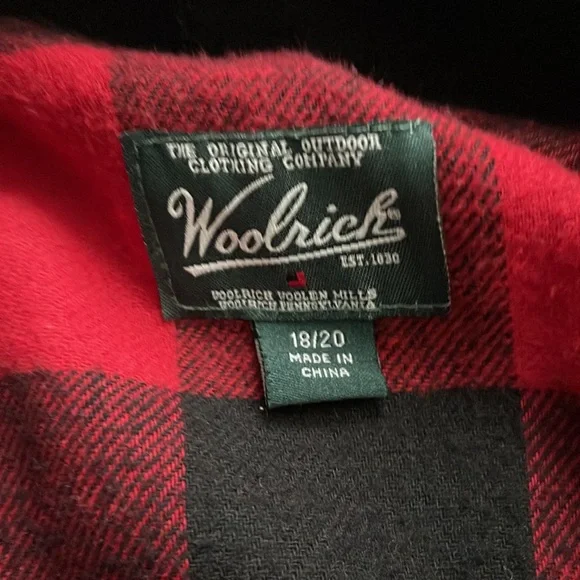 THE ORIGINAL OUTDOOR
CLOTHING COMPANY
Woolrich
EST. 1830
WOOLRICH WOOLEN MILLS
WOOLRICH PENNSYLVANIA
18/20
MADE IN
CHINA